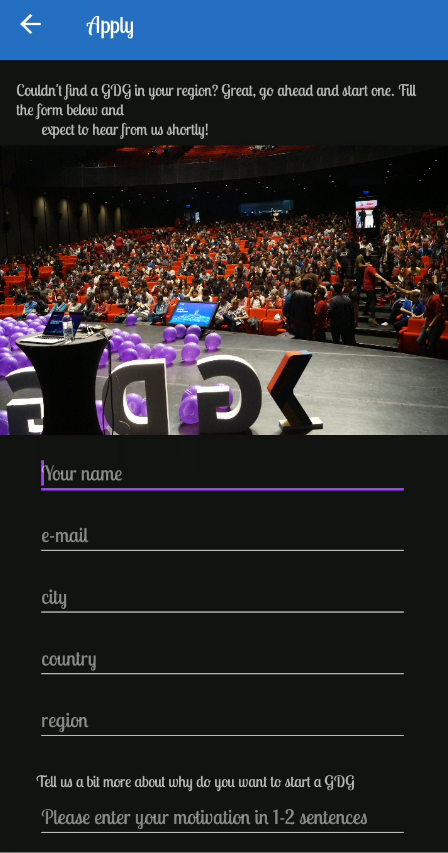 Apply
Couldn't find a GDG in your region? Great, go ahead and start one. Fill
the form below and
expect to hear from us shortly!
GDG
Your name
e-mail
city
country
region
Tell us a bit more about why do you want to start a GDG
Please enter your motivation in 1-2 sentences